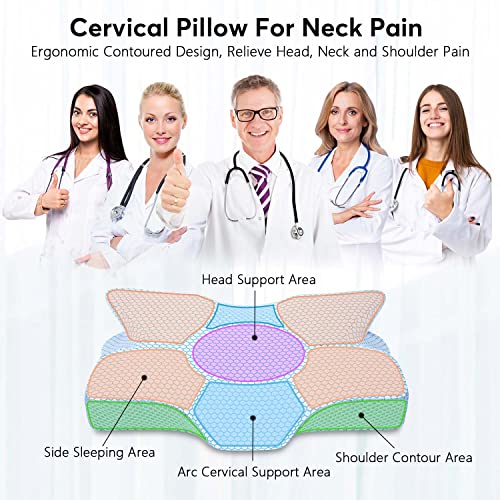 Cervical Pillow For Neck Pain
Ergonomic Contoured Design, Relieve Head, Neck and Shoulder Pain
Head Support Area
Side Sleeping Area
Shoulder Contour Area
Arc Cervical Support Area